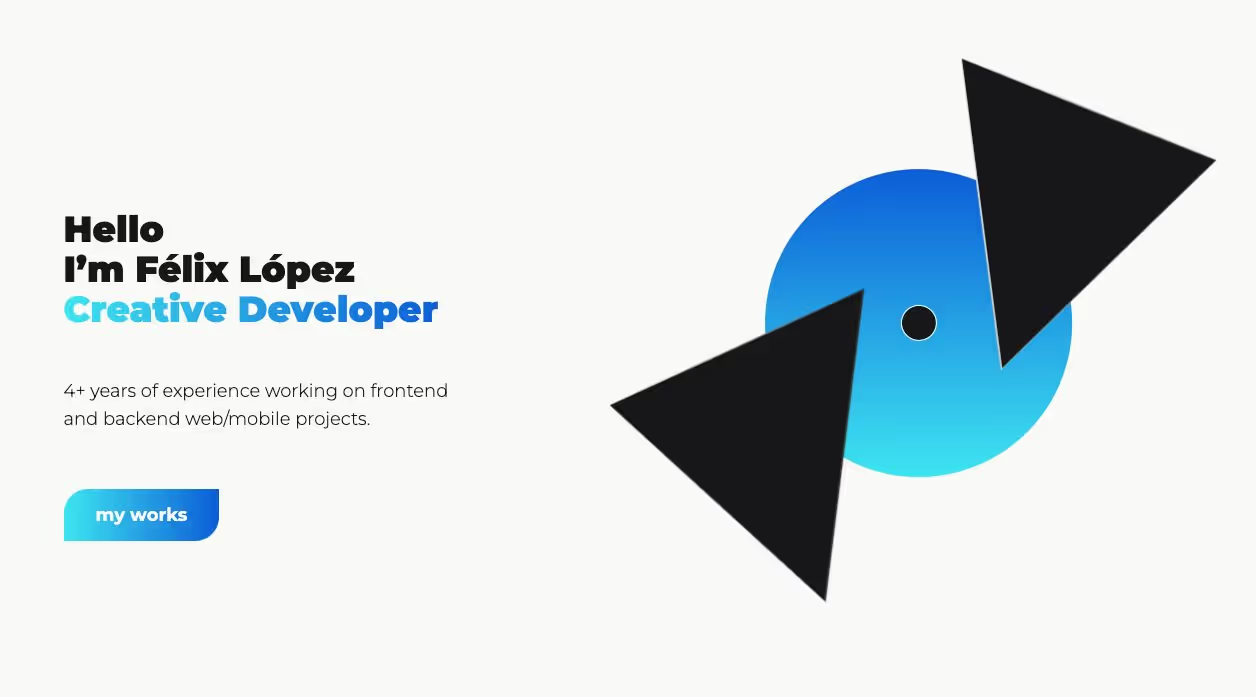 Hello
I’m Félix López
Creative Developer
4+ years of experience working on frontend
and backend web/mobile projects.
my works